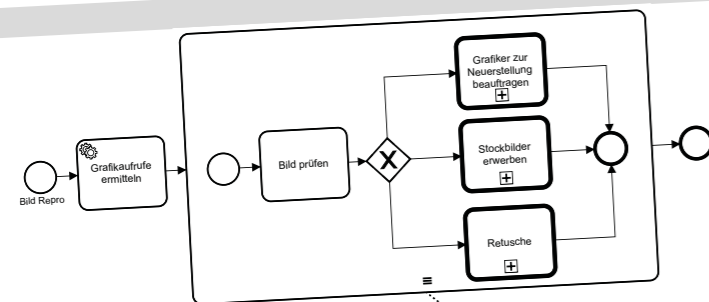 Grafiker zur
Neuerstellung
beauftragen
Grafikaufrufe
ermitteln
Bild prüfen
Stockbilder
erwerben
Bild Repro
Retusche